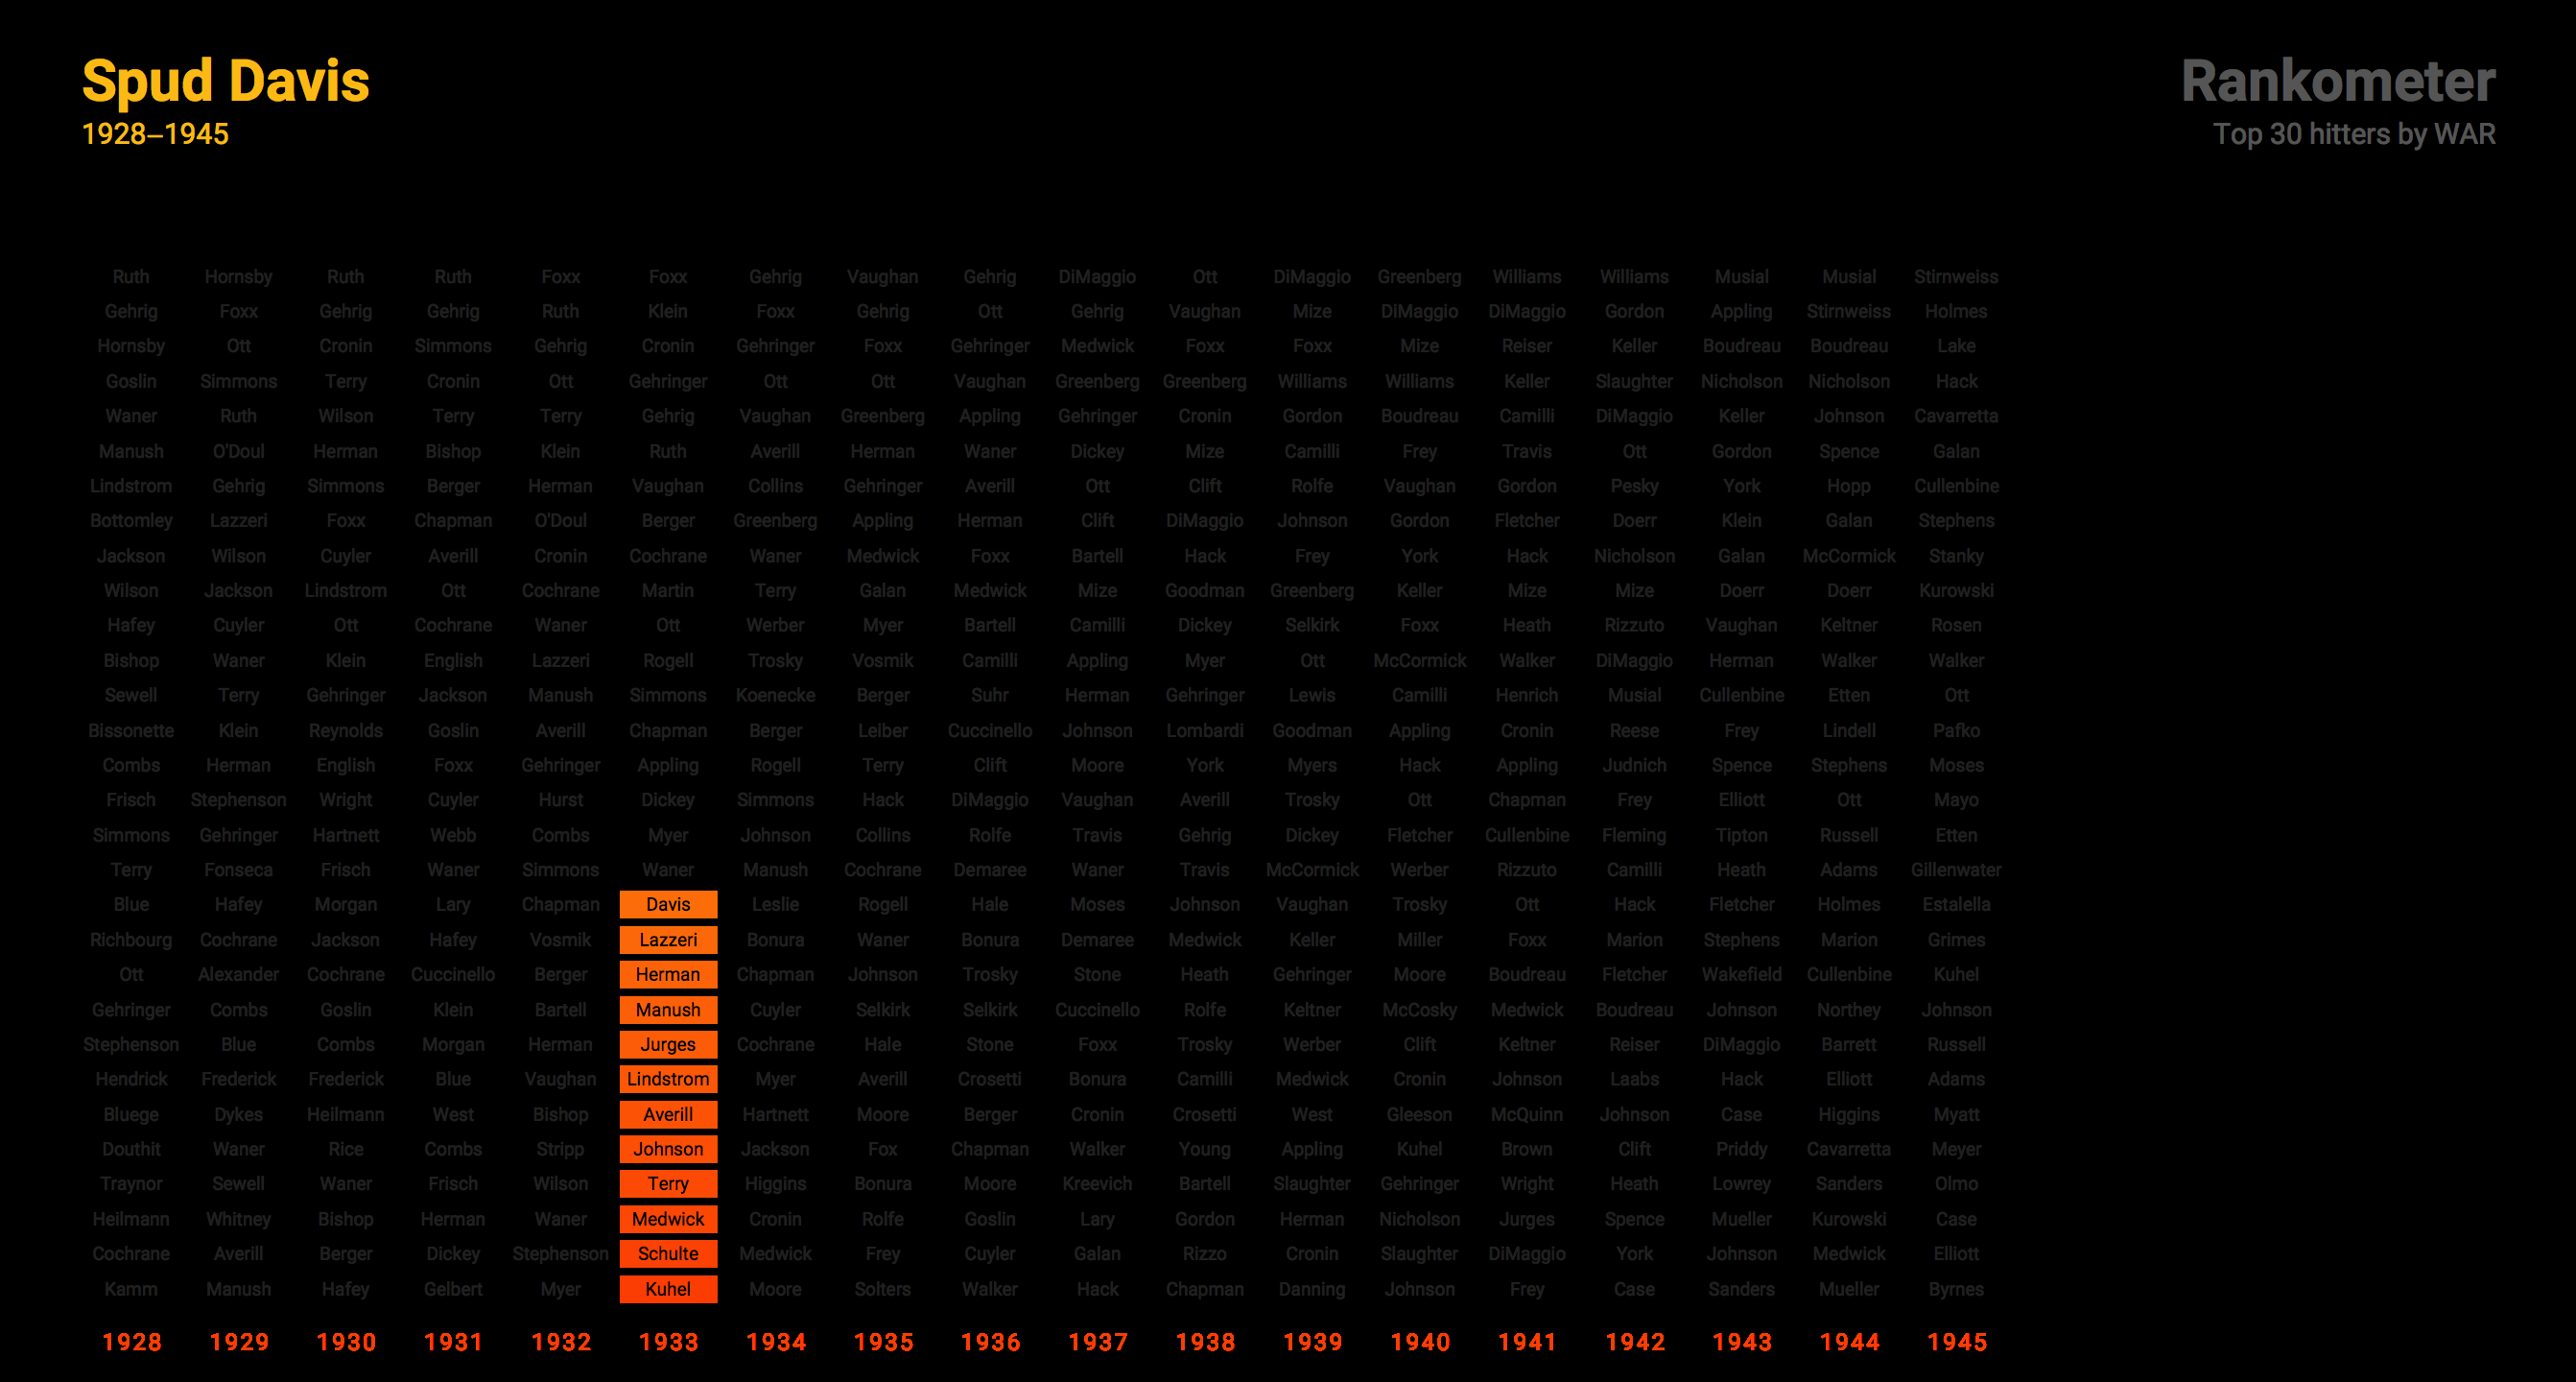 Spud Davis
1928–1945
Rankometer
Top 30 hitters by WAR
Ruth Hornsby Ruth Ruth Foxx Foxx Gehrig Vaughan Gehrig DiMaggio Ott DiMaggio Greenberg Williams Williams Musial Musial Stirnweiss
Gehrig Foxx Gehrig Gehrig Ruth Klein Foxx Gehrig Ott Gehrig Vaughan Mize DiMaggio DiMaggio Gordon Appling Stirnweiss Holmes
Hornsby Ott Cronin Simmons Gehrig Cronin Gehringer Foxx Gehringer Medwick Foxx Foxx Mize Reiser Keller Boudreau Boudreau Lake
Goslin Simmons Terry Cronin Ott Gehringer Ott Ott Vaughan Greenberg Greenberg Williams Williams Keller Slaughter Nicholson Nicholson Hack
Waner Ruth Wilson Terry Terry Gehrig Vaughan Greenberg Appling Gehringer Cronin Gordon Boudreau Camilli DiMaggio Keller Johnson Cavarretta
Manush O'Doul Herman Bishop Klein Ruth Averill Herman Waner Dickey Mize Camilli Frey Travis Ott Gordon Spence Galan
Lindstrom Gehrig Simmons Berger Herman Vaughan Collins Gehringer Averill Ott Clift Rolfe Vaughan Gordon Pesky York Hopp Cullenbine
Bottomley Lazzeri Foxx Chapman O'Doul Berger Greenberg Appling Herman Clift DiMaggio Johnson Gordon Fletcher Doerr Klein Galan Stephens
Jackson Wilson Cuyler Averill Cronin Cochrane Waner Medwick Foxx Bartell Hack Frey York Hack Nicholson Galan McCormick Stanky
Wilson Jackson Lindstrom Ott Cochrane Martin Terry Galan Medwick Mize Goodman Greenberg Keller Mize Mize Doerr Doerr Kurowski
Hafey Cuyler Ott Cochrane Waner Ott Werber Myer Bartell Camilli Dickey Selkirk Foxx Heath Rizzuto Vaughan Keltner Rosen
Bishop Waner Klein English Lazzeri Rogell Trosky Vosmik Camilli Appling Myer Ott McCormick Walker DiMaggio Herman Walker Walker
Sewell Terry Gehringer Jackson Manush Simmons Koenecke Berger Suhr Herman Gehringer Lewis Camilli Henrich Musial Cullenbine Etten Ott
Bissonette Klein Reynolds Goslin Averill Chapman Berger Leiber Cuccinello Johnson Lombardi Goodman Appling Cronin Reese Frey Lindell Pafko
Combs Herman English Foxx Gehringer Appling Rogell Terry Clift Moore York Myers Hack Appling Judnich Spence Stephens Moses
Frisch Stephenson Wright Cuyler Hurst Dickey Simmons Hack DiMaggio Vaughan Averill Trosky Ott Chapman Frey Elliott Ott Mayo
Simmons Gehringer Hartnett Webb Combs Myer Johnson Collins Rolfe Travis Gehrig Dickey Fletcher Cullenbine Fleming Tipton Russell Etten
Terry Fonseca Frisch Waner Simmons Waner Manush Cochrane Demaree Waner Travis McCormick Werber Rizzuto Camilli Heath Adams Gillenwater
Blue Hafey Morgan Lary Chapman Davis Leslie Rogell Hale Moses Johnson Vaughan Trosky Ott Hack Fletcher Holmes Estalella
Richbourg Cochrane Jackson Hafey Vosmik Lazzeri Bonura Waner Bonura Demaree Medwick Keller Miller Foxx Marion Stephens Marion Grimes
Ott Alexander Cochrane Cuccinello Berger Herman Chapman Johnson Trosky Stone Heath Gehringer Moore Boudreau Fletcher Wakefield Cullenbine Kuhel
Gehringer Combs Goslin Klein Bartell Manush Cuyler Selkirk Selkirk Cuccinello Rolfe Keltner McCosky Medwick Boudreau Johnson Northey Johnson
Stephenson Blue Combs Morgan Herman Jurges Cochrane Hale Stone Foxx Trosky Werber Clift Keltner Reiser DiMaggio Barrett Russell
Hendrick Frederick Frederick Blue Vaughan Lindstrom Myer Averill Crosetti Bonura Camilli Medwick Cronin Johnson Laabs Hack Elliott Adams
Bluege Dykes Heilmann West Bishop Averill Hartnett Moore Berger Cronin Crosetti West Gleeson McQuinn Johnson Case Higgins Myatt
Douthit Waner Rice Combs Stripp Johnson Jackson Fox Chapman Walker Young Appling Kuhel Brown Clift Priddy Cavarretta Meyer
Traynor Sewell Waner Frisch Wilson Terry Higgins Bonura Moore Kreevich Bartell Slaughter Gehringer Wright Heath Lowrey Sanders Olmo
Heilmann Whitney Bishop Herman Waner Medwick Cronin Rolfe Goslin Lary Gordon Herman Nicholson Jurges Spence Mueller Kurowski Case
Cochrane Averill Berger Dickey Stephenson Schulte Medwick Frey Cuyler Galan Rizzo Cronin Slaughter DiMaggio York Johnson Medwick Elliott
Kamm Manush Hafey Gelbert Myer Kuhel Moore Solters Walker Hack Chapman Danning Johnson Frey Case Sanders Mueller Byrnes
1928 1929 1930 1931 1932 1933 1934 1935 1936 1937 1938 1939 1940 1941 1942 1943 1944 1945